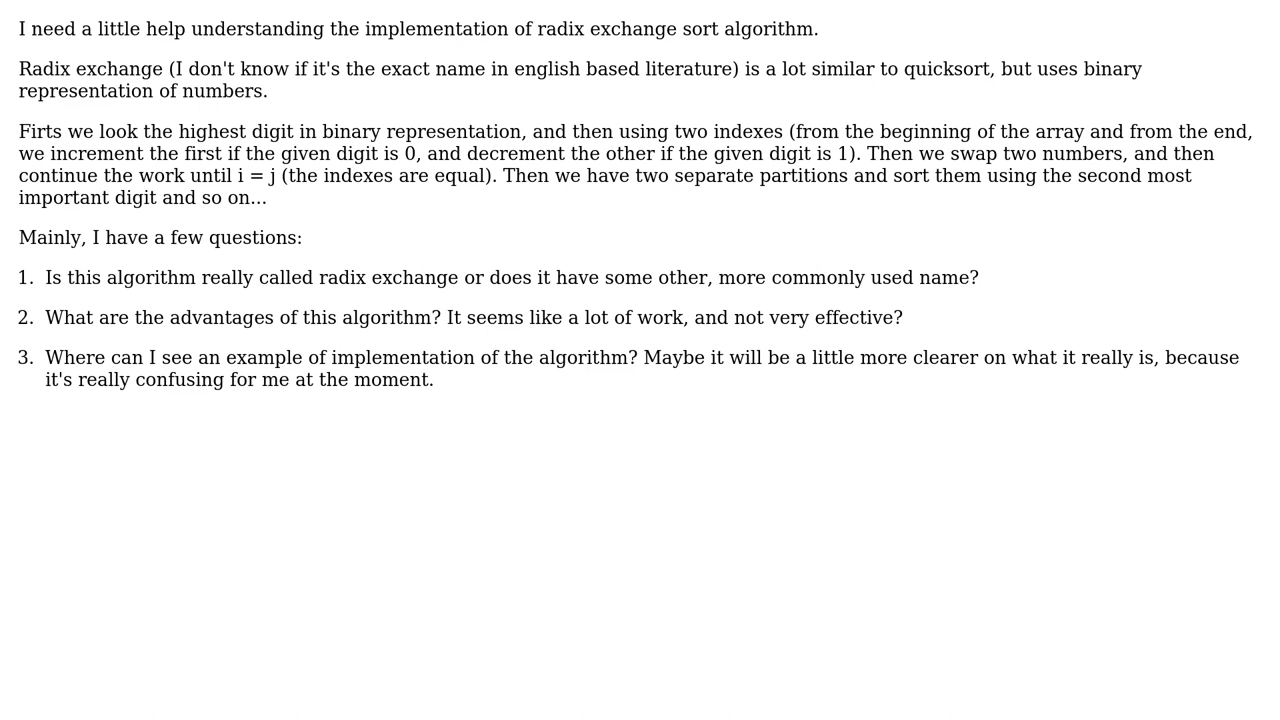 I need a little help understanding the implementation of radix exchange sort algorithm.
Radix exchange (I don't know if it's the exact name in english based literature) is a lot similar to quicksort, but uses binary
representation of numbers.
Firts we look the highest digit in binary representation, and then using two indexes (from the beginning of the array and from the end,
we increment the first if the given digit is 0, and decrement the other if the given digit is 1). Then we swap two numbers, and then
continue the work until i = j (the indexes are equal). Then we have two separate partitions and sort them using the second most
important digit and so on...
Mainly, I have a few questions:
1. Is this algorithm really called radix exchange or does it have some other, more commonly used name?
2. What are the advantages of this algorithm? It seems like a lot of work, and not very effective?
3. Where can I see an example of implementation of the algorithm? Maybe it will be a little more clearer on what it really is, because
it's really confusing for me at the moment.